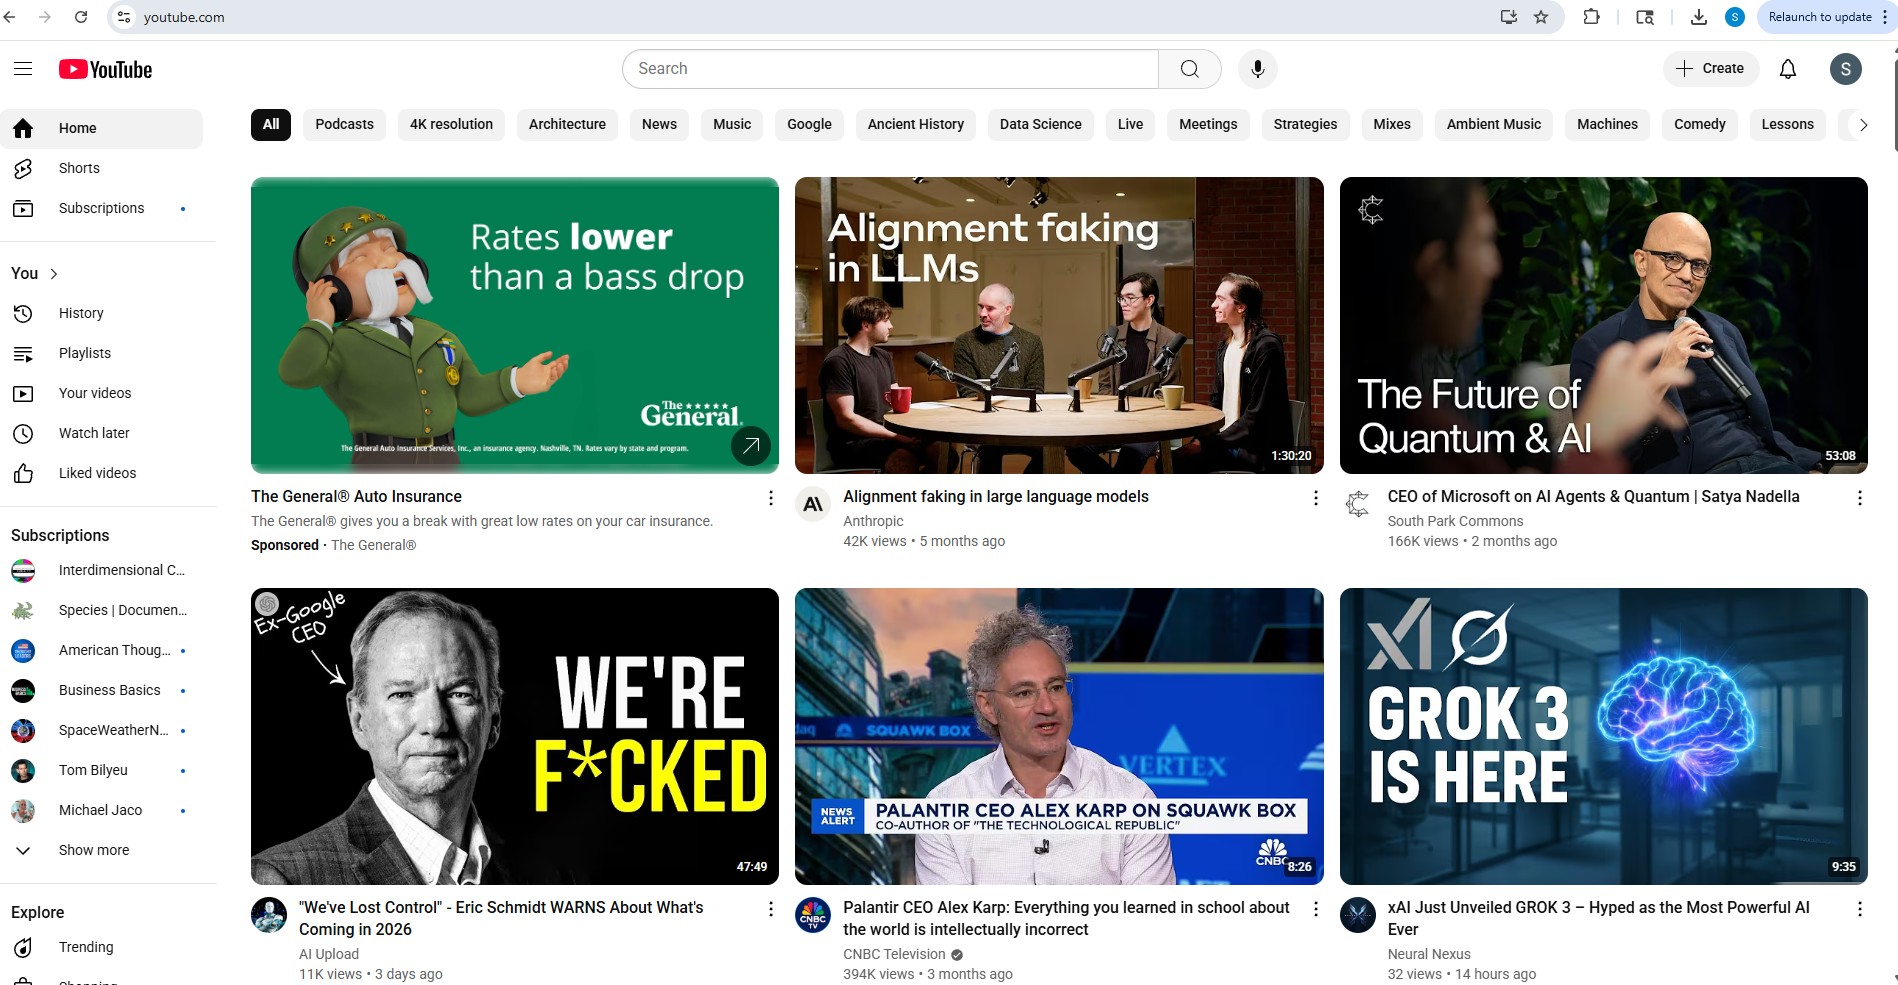 youtube.com
Relaunch to update
YouTube
Search
Create
S
All
Podcasts
4K resolution
Architecture
News
Music
Google
Ancient History
Data Science
Live
Meetings
Strategies
Mixes
Ambient Music
Machines
Comedy
Lessons
Home
Shorts
Subscriptions
You
History
Playlists
Your videos
Watch later
Liked videos
Subscriptions
Interdimensional C...
Species | Documen...
American Thoug...
Business Basics
SpaceWeatherN...
Tom Bilyeu
Michael Jaco
Show more
Explore
Trending
Shopping
Rates lower
than a bass drop
The
General.
The General Auto Insurance Services, Inc., an insurance agency. Nashville, TN. Rates vary by state and program.
The General® Auto Insurance
The General® gives you a break with great low rates on your car insurance.
Sponsored · The General®
Alignment faking
in LLMs
1:30:20
Alignment faking in large language models
Anthropic
42K views • 5 months ago
The Future of
Quantum & AI
53:08
CEO of Microsoft on AI Agents & Quantum | Satya Nadella
South Park Commons
166K views • 2 months ago
Ex-Google
CEO
WE'RE
F*CKED
47:49
"We've Lost Control" - Eric Schmidt WARNS About What's
Coming in 2026
AI Upload
11K views • 3 days ago
SQUAWK BOX
VERTEX
NEWS
ALERT
PALANTIR CEO ALEX KARP ON SQUAWK BOX
CO-AUTHOR OF "THE TECHNOLOGICAL REPUBLIC"
CNBC
8:26
CNBC
TV
Palantir CEO Alex Karp: Everything you learned in school about
the world is intellectually incorrect
CNBC Television
394K views • 3 months ago
xAI
GROK 3
IS HERE
9:35
xAI Just Unveiled GROK 3 – Hyped as the Most Powerful AI
Ever
Neural Nexus
32 views • 14 hours ago